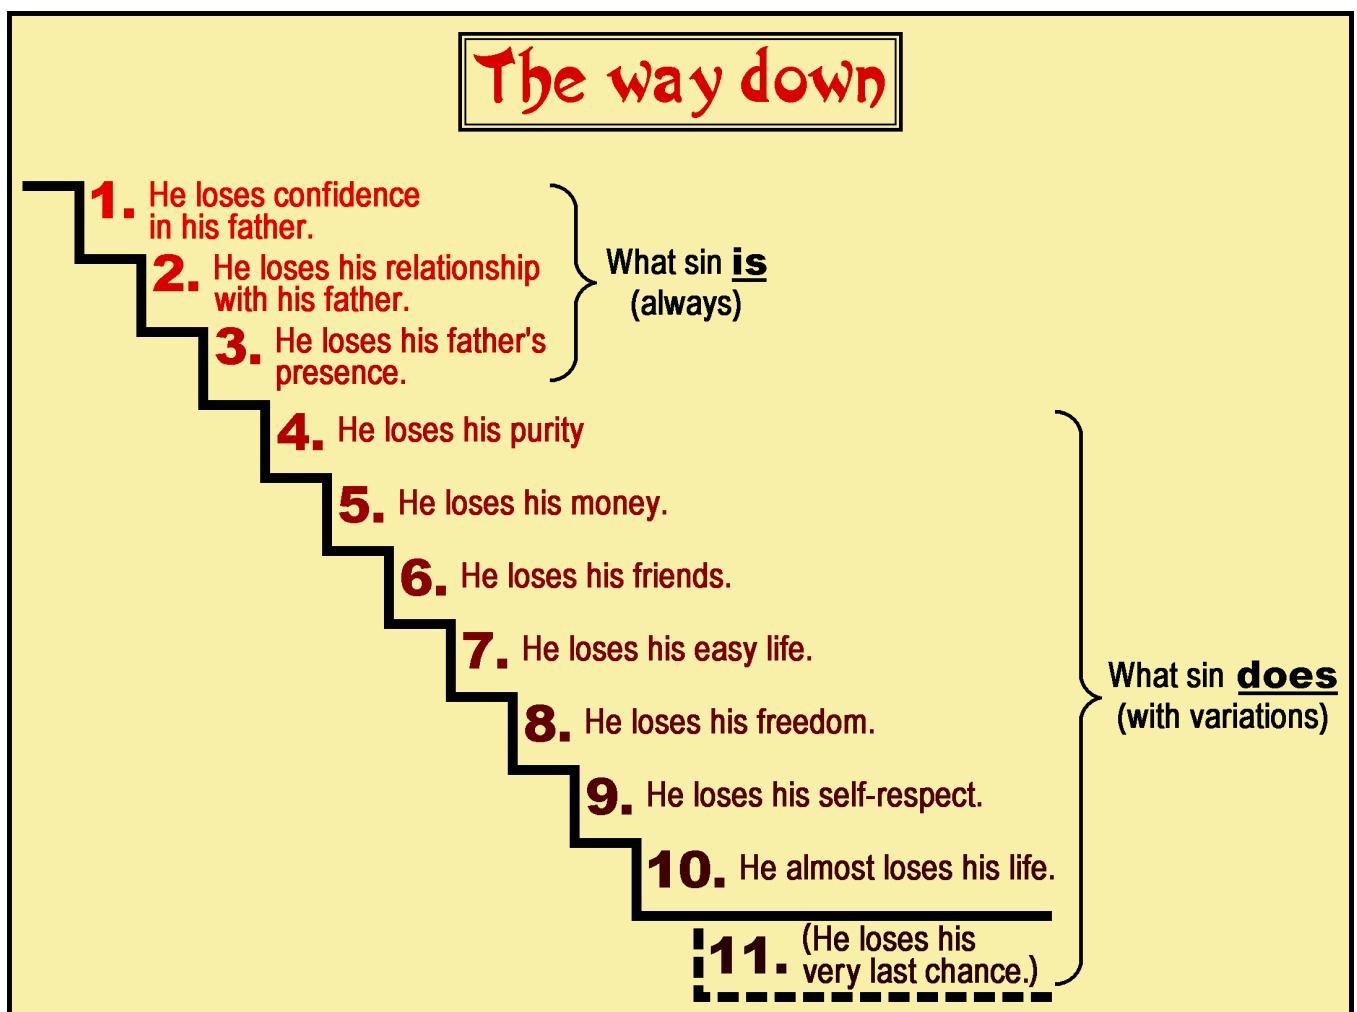 The way down
1. He loses confidence
in his father.
2. He loses his relationship
with his father.
3. He loses his father's
presence.
What sin is
(always)
4. He loses his purity
5. He loses his money.
6. He loses his friends.
7. He loses his easy life.
8. He loses his freedom.
9. He loses his self-respect.
10. He almost loses his life.
11. (He loses his
very last chance.)
What sin does
(with variations)